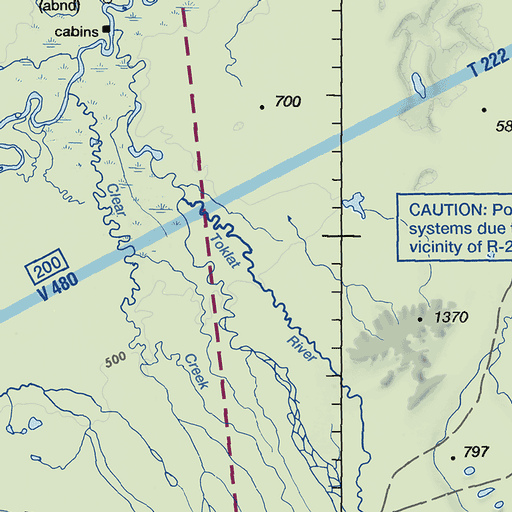 (abnd)
cabins
T 222
700
58
Clear
CAUTION: Po
systems due
vicinity of R-2
Toklat
200
V 480
1370
River
500
Creek
797